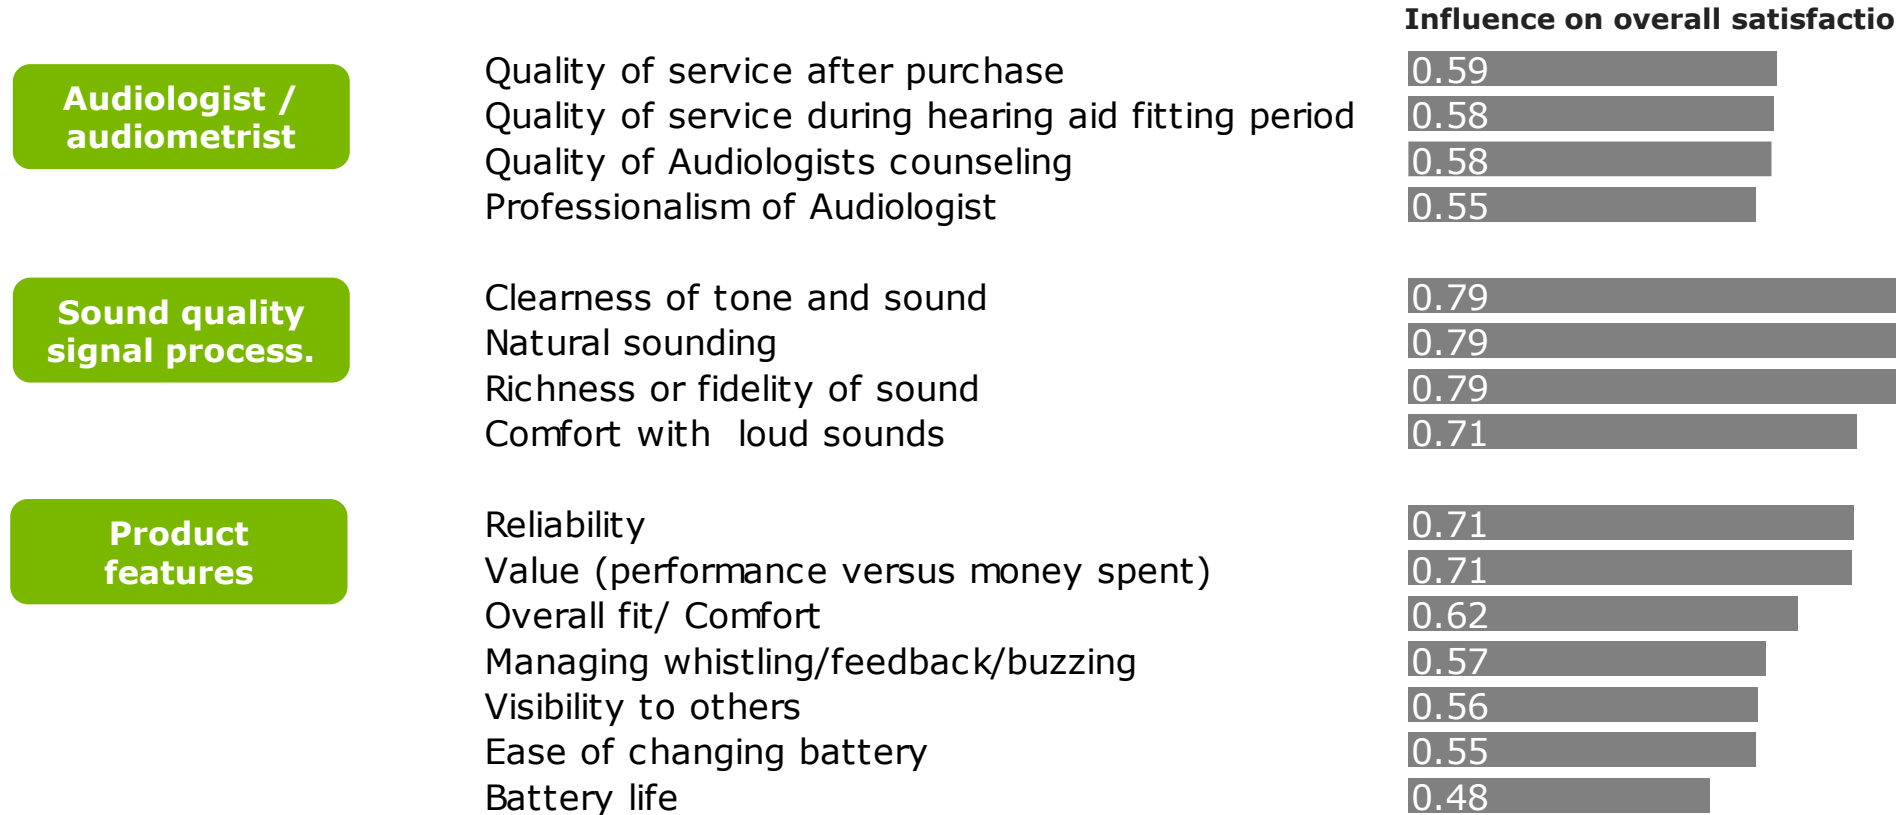 Influence on overall satisfactio
Audiologist /
audiometrist
Quality of service after purchase 0.59
Quality of service during hearing aid fitting period 0.58
Quality of Audiologists counseling 0.58
Professionalism of Audiologist 0.55
Sound quality
signal process.
Clearness of tone and sound 0.79
Natural sounding 0.79
Richness or fidelity of sound 0.79
Comfort with loud sounds 0.71
Product
features
Reliability 0.71
Value (performance versus money spent) 0.71
Overall fit/ Comfort 0.62
Managing whistling/feedback/buzzing 0.57
Visibility to others 0.56
Ease of changing battery 0.55
Battery life 0.48